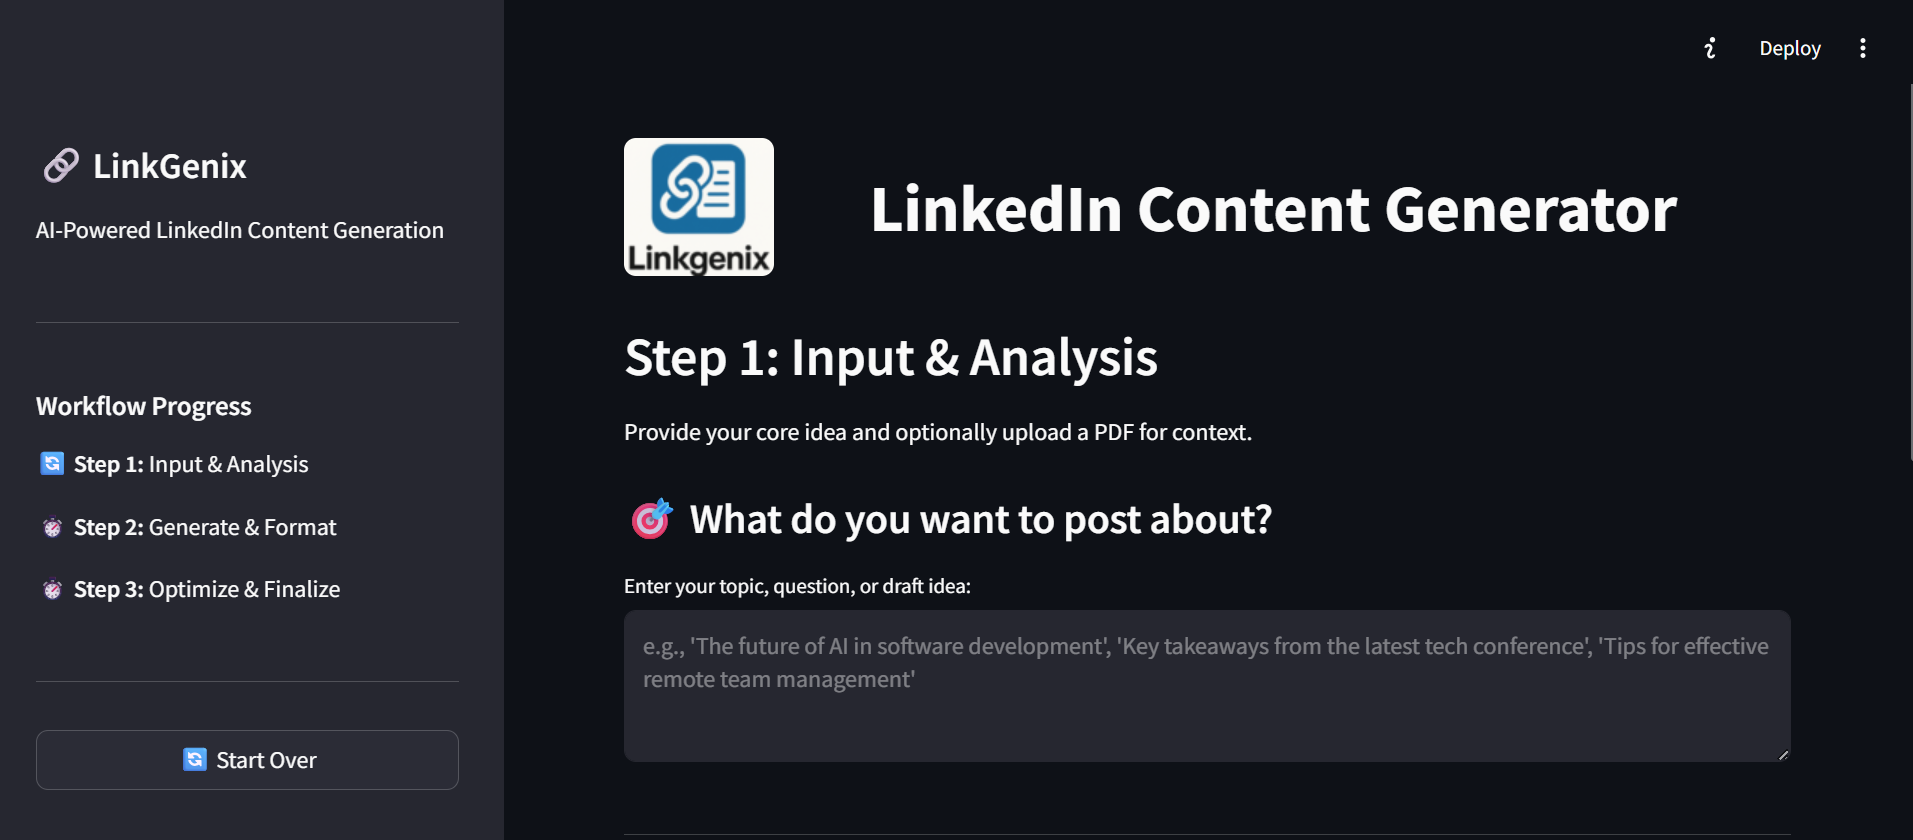 Deploy
LinkGenix
AI-Powered LinkedIn Content Generation
Workflow Progress
Step 1: Input & Analysis
Step 2: Generate & Format
Step 3: Optimize & Finalize
Start Over
Linkgenix
LinkedIn Content Generator
Step 1: Input & Analysis
Provide your core idea and optionally upload a PDF for context.
What do you want to post about?
Enter your topic, question, or draft idea:
e.g., 'The future of AI in software development', 'Key takeaways from the latest tech conference', 'Tips for effective
remote team management'